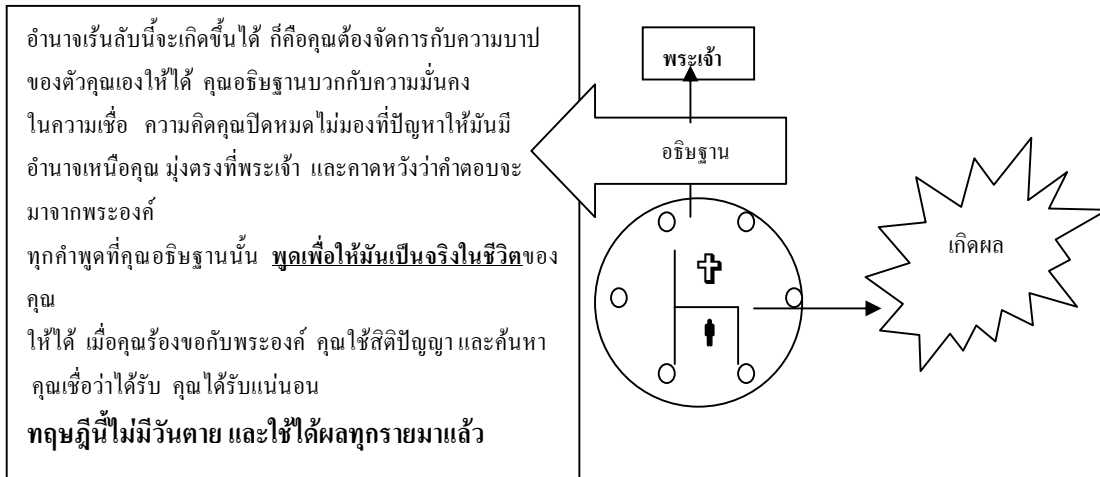 อำนาจเร้นลับนี้จะเกิดขึ้นได้ ก็คือคุณต้องจัดการกับความบาป
ของตัวคุณเองให้ได้ คุณอธิษฐานบวกกับความมั่นคง
ในความเชื่อ ความคิดคุณปิดหมดไม่มองที่ปัญหาให้มันมี
อำนาจเหนือคุณ มุ่งตรงที่พระเจ้า และคาดหวังว่าคำตอบจะ
มาจากพระองค์
ทุกคำพูดที่คุณอธิษฐานนั้น พูดเพื่อให้มันเป็นจริงในชีวิตของ
คุณ
ให้ได้ เมื่อคุณร้องขอกับพระองค์ คุณใช้สิติปัญญา และค้นหา
คุณเชื่อว่าได้รับ คุณได้รับแน่นอน
ทฤษฎีนี้ไม่มีวันตาย และใช้ได้ผลทุกรายมาแล้ว
พระเจ้า
อธิษฐาน
เกิดผล